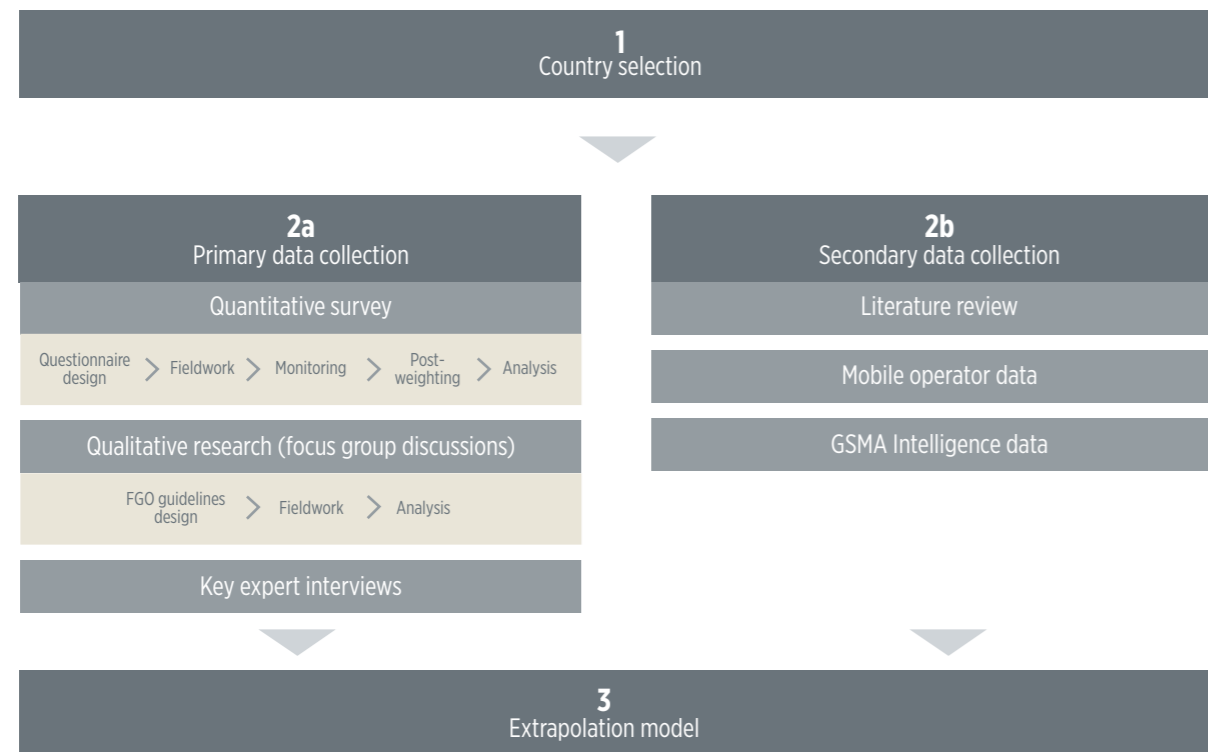 1
Country selection
2a
Primary data collection
Quantitative survey
Questionnaire
design
Fieldwork
Monitoring
Post-
weighting
Analysis
Qualitative research (focus group discussions)
FGO guidelines
design
Fieldwork
Analysis
Key expert interviews
2b
Secondary data collection
Literature review
Mobile operator data
GSMA Intelligence data
3
Extrapolation model